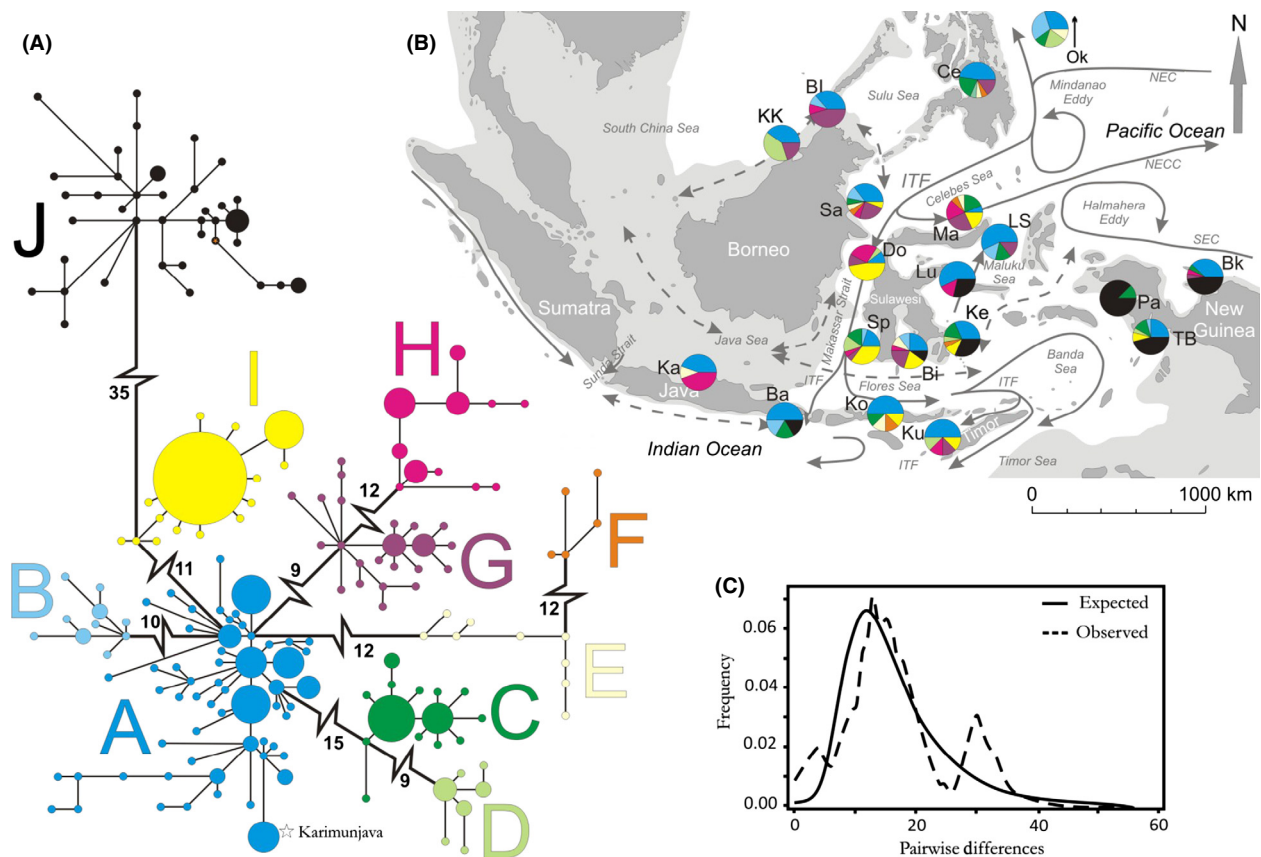 (A)
J
35
I
11
B
10
A
H
12
G
9
F
12
E
12
C
15
9
D
☆ Karimunjava
(B)
N
Ok
NEC
Mindanao
Eddy
Pacific Ocean
NECC
Ce
Sulu Sea
BI
KK
South China Sea
ITF
Celebes Sea
Halmahera
Eddy
SEC
Sa
Ma
LS
Borneo
Do
Lu
Maluku
Sea
Bk
New
Guinea
Pa
TB
Sumatra
Sulawesi
Makassar Strait
Sp
Ke
Bi
Java Sea
Banda
Sea
Sunda Strait
Ka
Java
ITF
Flores Sea
ITF
Ba
Ko
Ku
Timor
Indian Ocean
ITF
Timor Sea
0 1000 km
(C)
Expected
Observed
Frequency
0.06
0.04
0.02
0.00
0 20 40 60
Pairwise differences